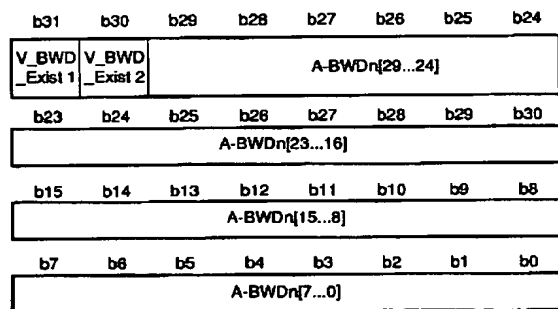 b31 b30 b29 b28 b27 b26 b25 b24
V_BWD _Exist 1 V_BWD _Exist 2 A-BWDn[29...24]
b23 b24 b25 b26 b27 b28 b29 b30
A-BWDn[23...16]
b15 b14 b13 b12 b11 b10 b9 b8
A-BWDn[15...8]
b7 b6 b5 b4 b3 b2 b1 b0
A-BWDn[7...0]